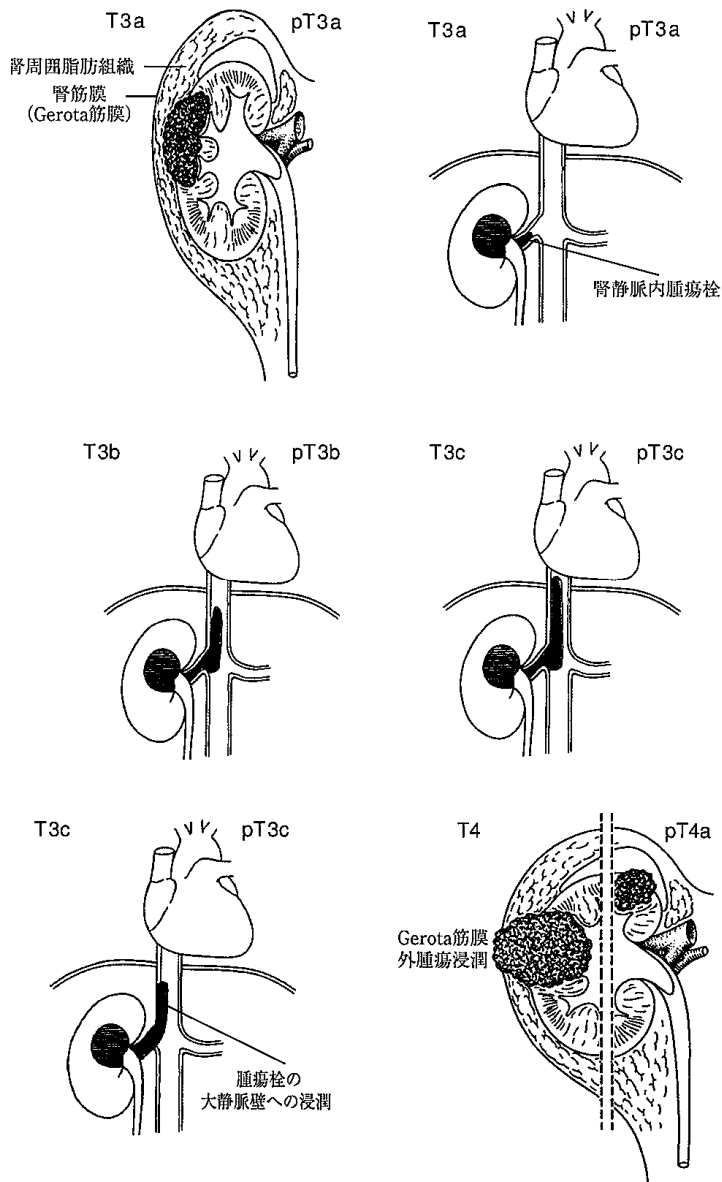 T3a pT3a
腎周囲脂肪組織
腎筋膜
(Gerota筋膜)
T3a pT3a
腎静脈内腫瘍栓
T3b pT3b
T3c pT3c
T3c pT3c
腫瘍栓の
大静脈壁への浸潤
T4 pT4a
Gerota筋膜
外腫瘍浸潤